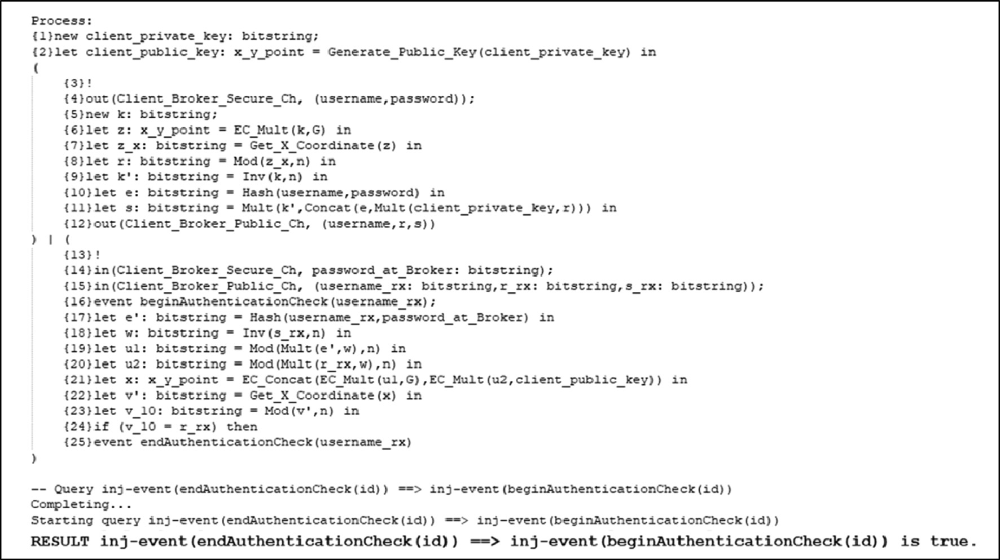 Process:
{1}new client_private_key: bitstring;
{2}let client_public_key: x_y_point = Generate_Public_Key(client_private_key) in
(
{3}!
{4}out(Client_Broker_Secure_Ch, (username,password));
{5}new k: bitstring;
{6}let z: x_y_point = EC_Mult(k,G) in
{7}let z_x: bitstring = Get_X_Coordinate(z) in
{8}let r: bitstring = Mod(z_x,n) in
{9}let k': bitstring = Inv(k,n) in
{10}let e: bitstring = Hash(username,password) in
{11}let s: bitstring = Mult(k',Concat(e,Mult(client_private_key,r))) in
{12}out(Client_Broker_Public_Ch, (username,r,s))
) | (
{13}!
{14}in(Client_Broker_Secure_Ch, password_at_Broker: bitstring);
{15}in(Client_Broker_Public_Ch, (username_rx: bitstring,r_rx: bitstring,s_rx: bitstring));
{16}event beginAuthenticationCheck(username_rx);
{17}let e': bitstring = Hash(username_rx,password_at_Broker) in
{18}let w: bitstring = Inv(s_rx,n) in
{19}let u1: bitstring = Mod(Mult(e',w),n) in
{20}let u2: bitstring = Mod(Mult(r_rx,w),n) in
{21}let x: x_y_point = EC_Concat(EC_Mult(u1,G),EC_Mult(u2,client_public_key)) in
{22}let v': bitstring = Get_X_Coordinate(x) in
{23}let v_10: bitstring = Mod(v',n) in
{24}if (v_10 = r_rx) then
{25}event endAuthenticationCheck(username_rx)
)
-- Query inj-event(endAuthenticationCheck(id)) ==> inj-event(beginAuthenticationCheck(id))
Completing...
Starting query inj-event(endAuthenticationCheck(id)) ==> inj-event(beginAuthenticationCheck(id))
RESULT inj-event(endAuthenticationCheck(id)) ==> inj-event(beginAuthenticationCheck(id)) is true.